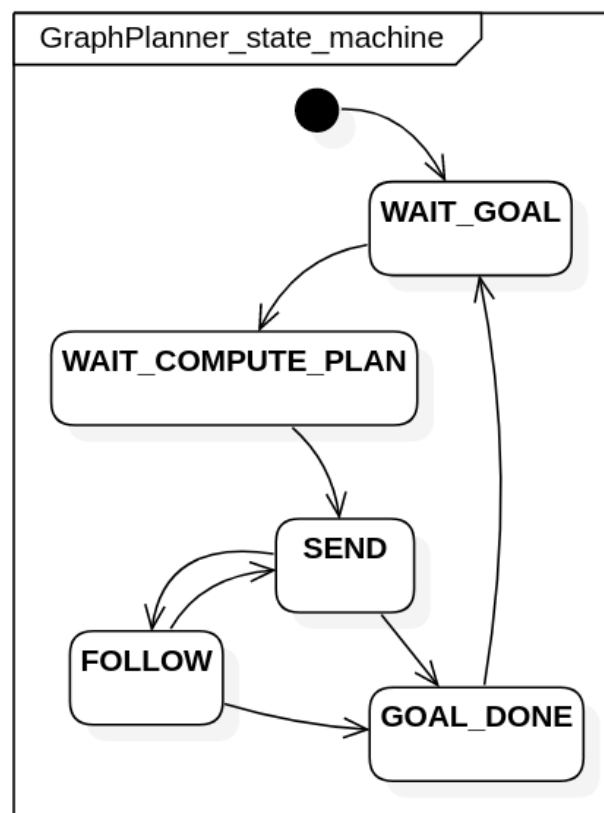 GraphPlanner_state_machine
WAIT_GOAL
WAIT_COMPUTE_PLAN
SEND
FOLLOW
GOAL_DONE